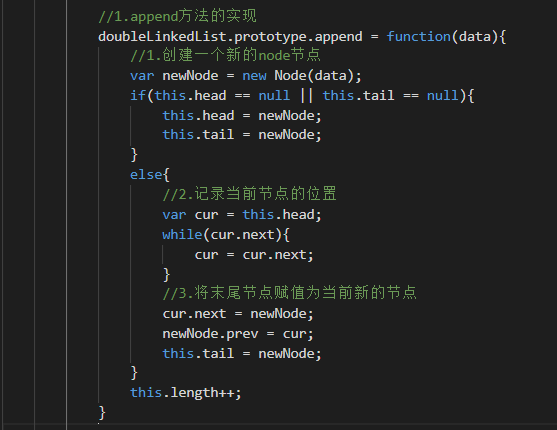 //1.append方法的实现
doubleLinkedList.prototype.append = function(data){
//1.创建一个新的node节点
var newNode = new Node(data);
if(this.head == null || this.tail == null){
this.head = newNode;
this.tail = newNode;
}
else{
//2.记录当前节点的位置
var cur = this.head;
while(cur.next){
cur = cur.next;
}
//3.将末尾节点赋值为当前新的节点
cur.next = newNode;
newNode.prev = cur;
this.tail = newNode;
}
this.length++;
}